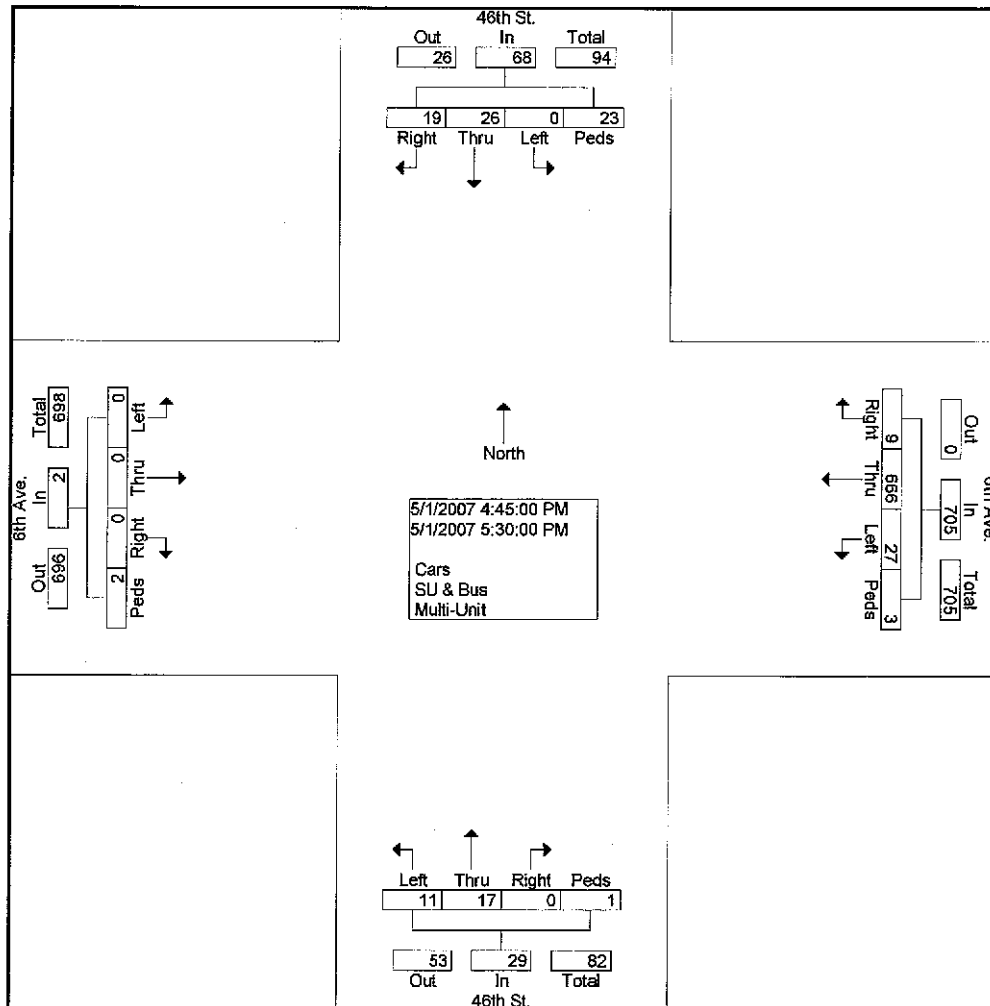 46th St.
Out In Total
26 68 94
19 26 0 23
Right Thru Left Peds
Total 698
In 2
Out 696
6th Ave.
0 Left
0 Thru
0 Right
2 Peds
North
5/1/2007 4:45:00 PM
5/1/2007 5:30:00 PM
Cars
SU & Bus
Multi-Unit
Right 9
Thru 666
Left 27
Peds 3
Out 0
In 705
Total 705
Ave.
Left Thru Right Peds
11 17 0 1
53 29 82
Out In Total
46th St.